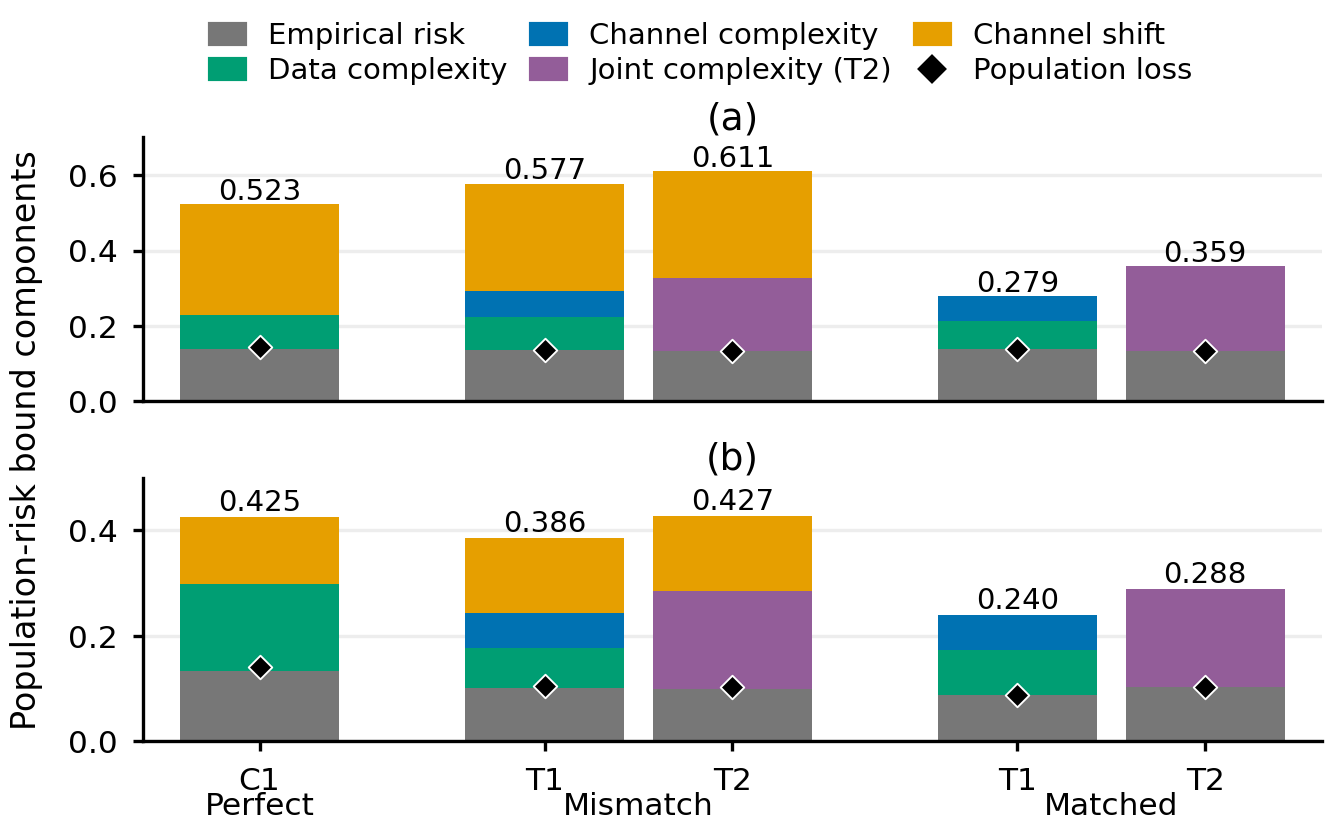 Empirical risk Channel complexity Channel shift
Data complexity Joint complexity (T2) Population loss
Population-risk bound components
(a)
0.6
0.4
0.2
0.0
0.523
0.577
0.611
0.279
0.359
(b)
0.4
0.2
0.0
0.425
0.386
0.427
0.240
0.288
C1 T1 T2 T1 T2
Perfect Mismatch Matched